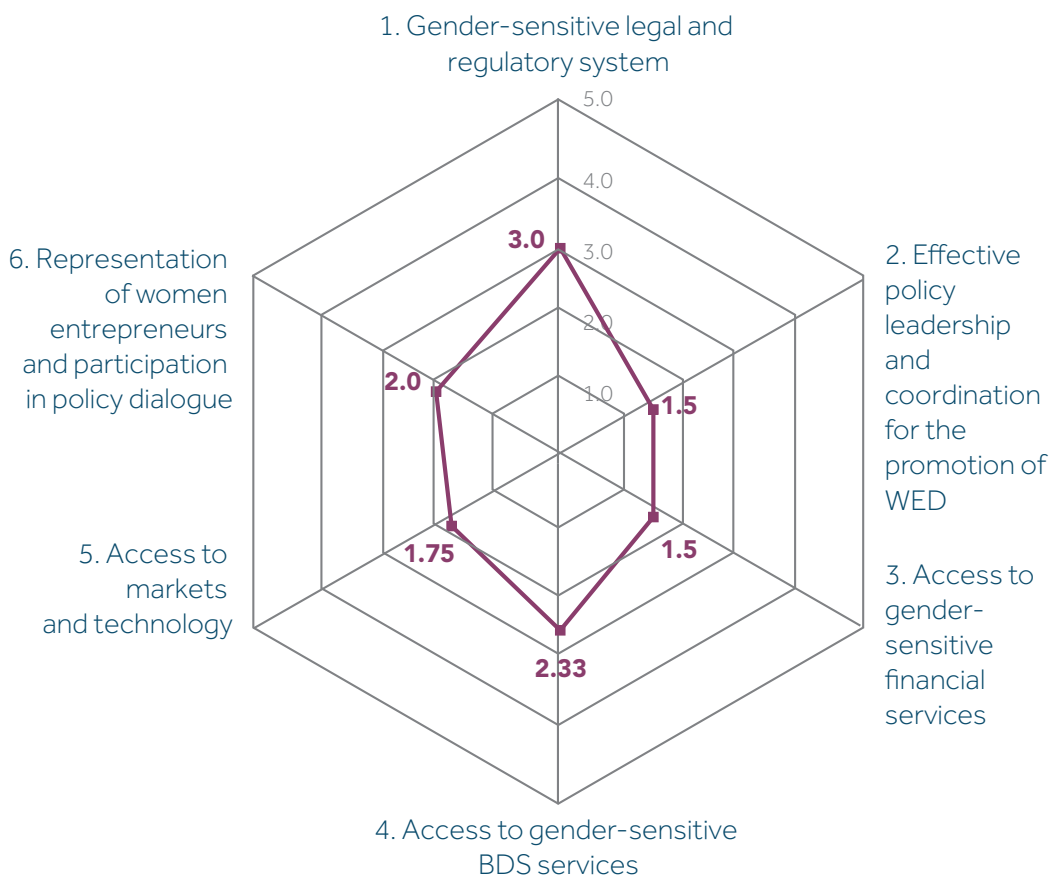 1. Gender-sensitive legal and
regulatory system
5.0
4.0
3.0
3.0
2.0
1.0
2. Effective
policy
leadership
and
coordination
for the
promotion of
WED
1.5
3. Access to
gender-
sensitive
financial
services
1.5
4. Access to gender-sensitive
BDS services
2.33
5. Access to
markets
and technology
1.75
6. Representation
of women
entrepreneurs
and participation
in policy dialogue
2.0